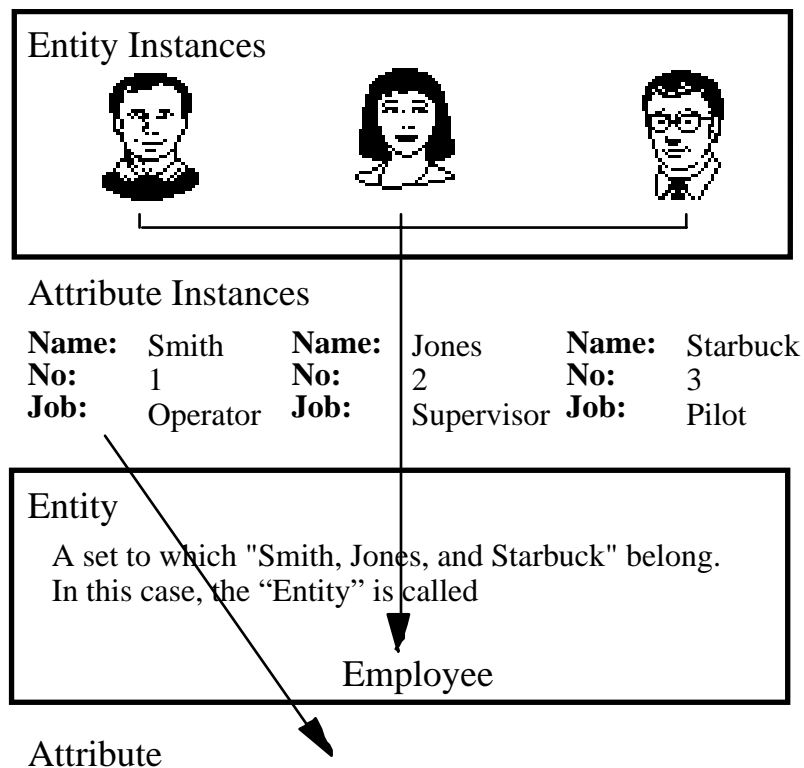 Entity Instances
Attribute Instances
Name: Smith Name: Jones Name: Starbuck
No: 1 No: 2 No: 3
Job: Operator Job: Supervisor Job: Pilot
Entity
A set to which "Smith, Jones, and Starbuck" belong.
In this case, the “Entity” is called
Employee
Attribute